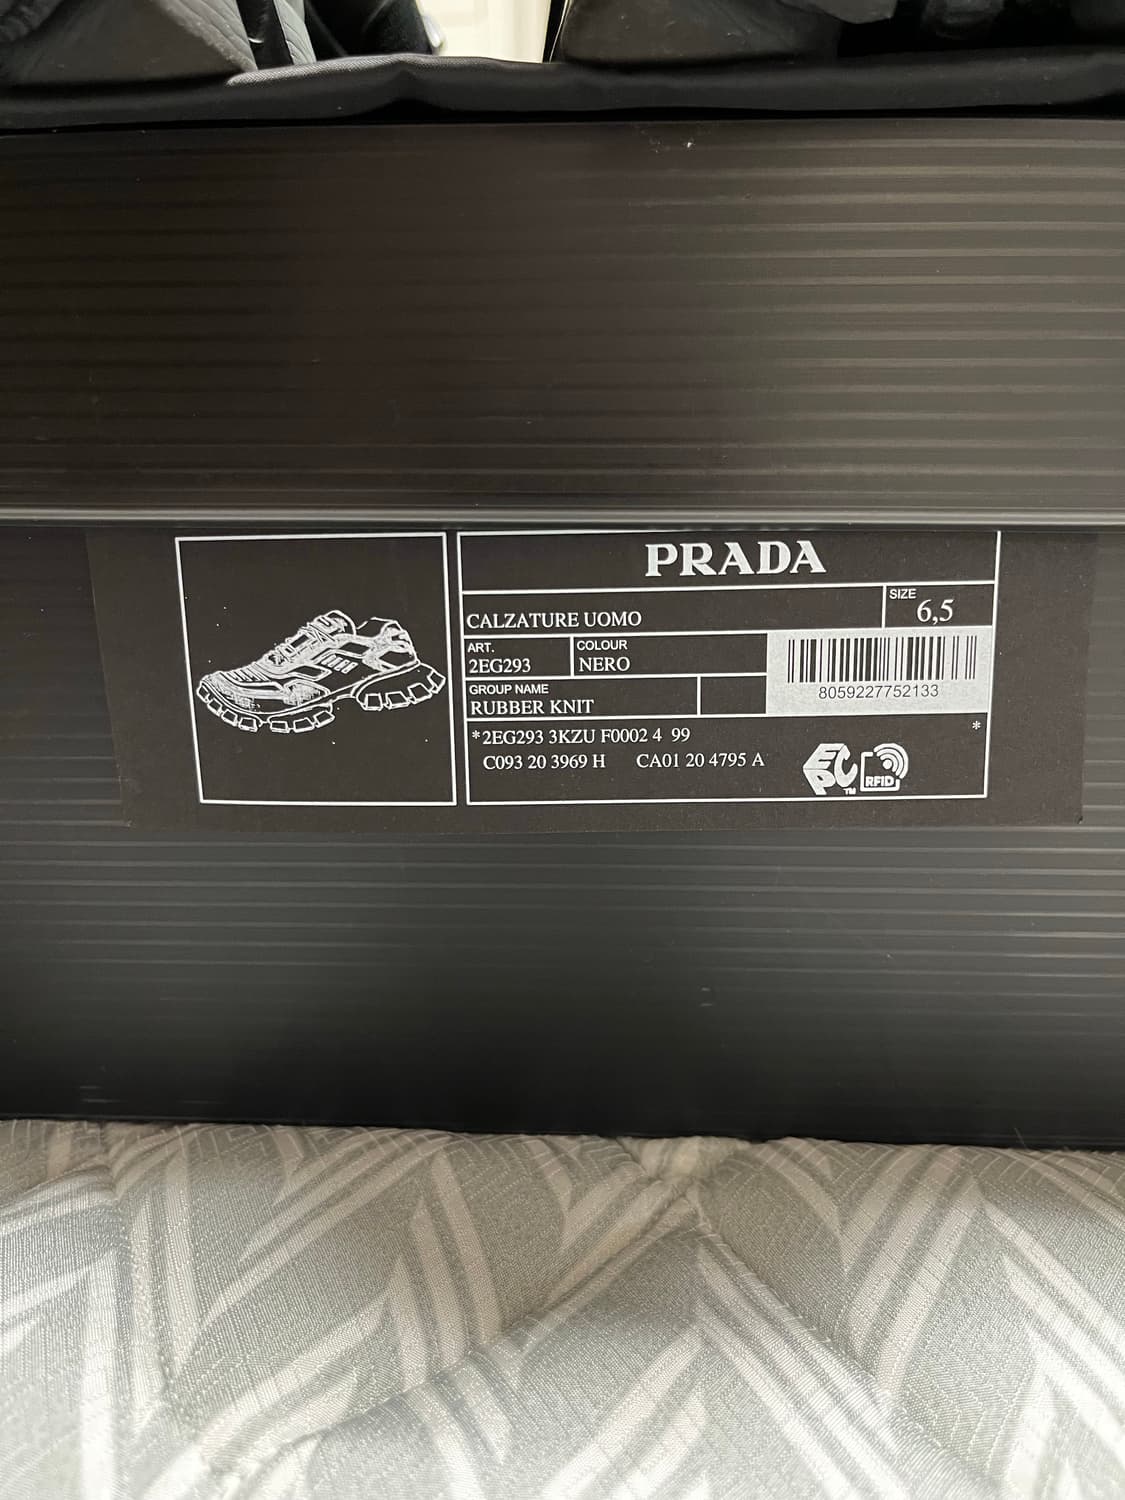 PRADA
CALZATURE UOMO
SIZE
6,5
ART.
2EG293
COLOUR
NERO
GROUP NAME
RUBBER KNIT
8059227752133
*2EG293 3KZU F0002 4 99 *
C093 20 3969 H CA01 20 4795 A
EPC TM
RFID